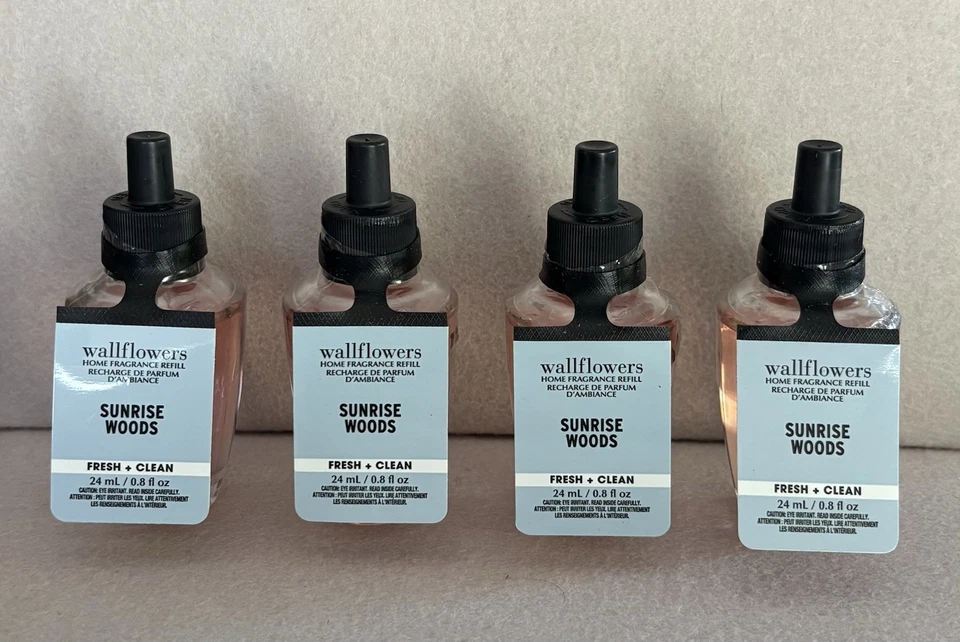 wallflowers
HOME FRAGRANCE REFILL
RECHARGE DE PARFUM
D'AMBIANCE
SUNRISE
WOODS
FRESH + CLEAN
24 mL / 0.8 fl oz
CAUTION: EYE IRRITANT. READ INSIDE CAREFULLY.
ATTENTION : PEUT IRRITER LES YEUX. LIRE ATTENTIVEMENT
LES RENSEIGNEMENTS À L'INTÉRIEUR.
wallflowers
HOME FRAGRANCE REFILL
RECHARGE DE PARFUM
D'AMBIANCE
SUNRISE
WOODS
FRESH + CLEAN
24 mL / 0.8 fl oz
CAUTION: EYE IRRITANT. READ INSIDE CAREFULLY.
ATTENTION : PEUT IRRITER LES YEUX. LIRE ATTENTIVEMENT
LES RENSEIGNEMENTS À L'INTÉRIEUR.
wallflowers
HOME FRAGRANCE REFILL
RECHARGE DE PARFUM
D'AMBIANCE
SUNRISE
WOODS
FRESH + CLEAN
24 mL / 0.8 fl oz
CAUTION: EYE IRRITANT. READ INSIDE CAREFULLY.
ATTENTION : PEUT IRRITER LES YEUX. LIRE ATTENTIVEMENT
LES RENSEIGNEMENTS À L'INTÉRIEUR.
wallflowers
HOME FRAGRANCE REFILL
RECHARGE DE PARFUM
D'AMBIANCE
SUNRISE
WOODS
FRESH + CLEAN
24 mL / 0.8 fl oz
CAUTION: EYE IRRITANT. READ INSIDE CAREFULLY.
ATTENTION : PEUT IRRITER LES YEUX. LIRE ATTENTIVEMENT
LES RENSEIGNEMENTS À L'INTÉRIEUR.